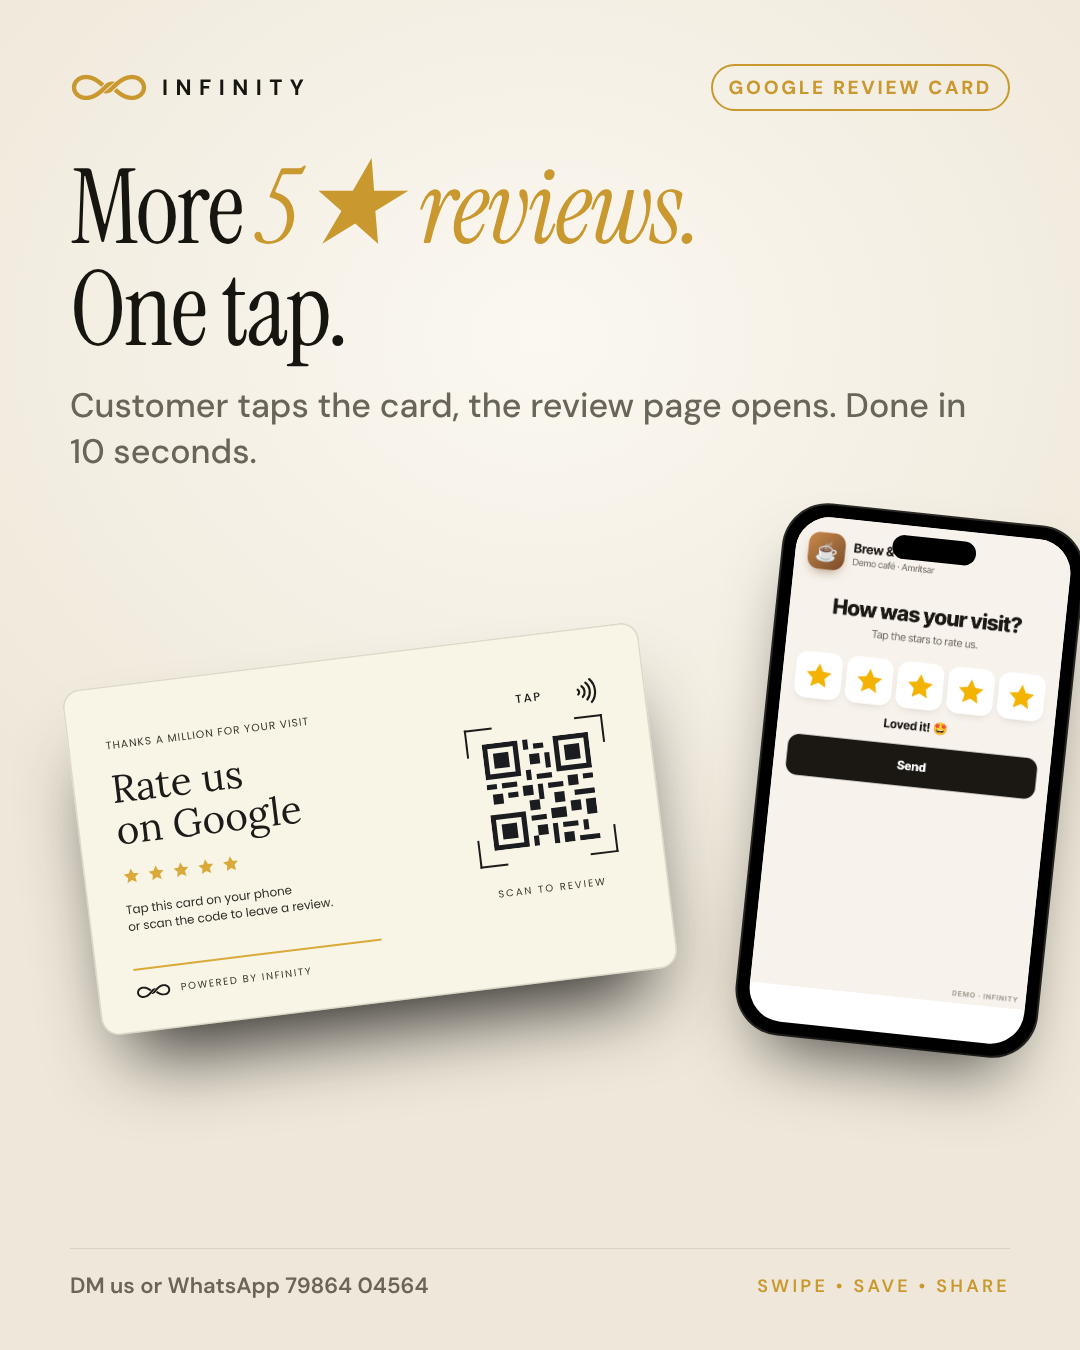 INFINITY
GOOGLE REVIEW CARD
More 5 ★ reviews.
One tap.
Customer taps the card, the review page opens. Done in
10 seconds.
THANKS A MILLION FOR YOUR VISIT
Rate us
on Google
Tap this card on your phone
or scan the code to leave a review.
POWERED BY INFINITY
TAP
SCAN TO REVIEW
Brew &
Demo café · Amritsar
How was your visit?
Tap the stars to rate us.
Loved it! 🤩
Send
DEMO · INFINITY
DM us or WhatsApp 79864 04564
SWIPE • SAVE • SHARE